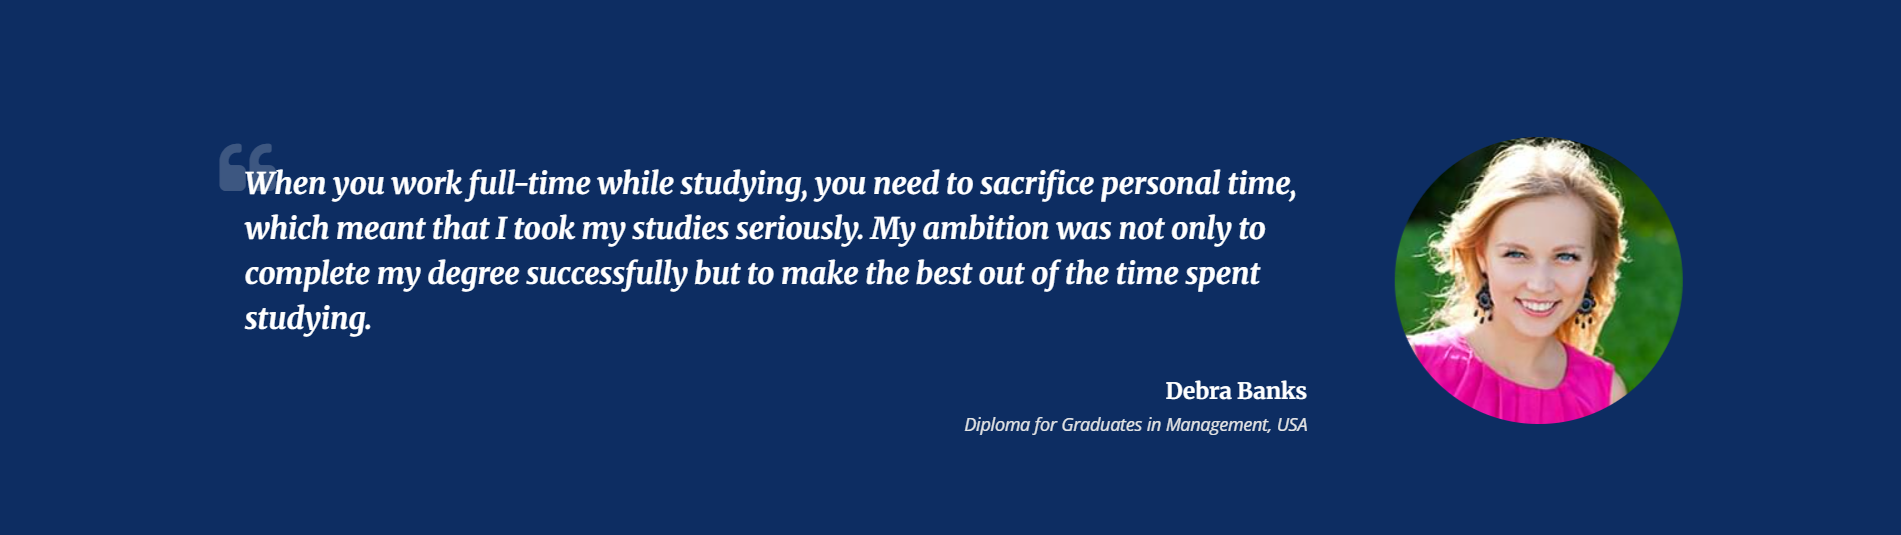 When you work full-time while studying, you need to sacrifice personal time,
which meant that I took my studies seriously. My ambition was not only to
complete my degree successfully but to make the best out of the time spent
studying.
Debra Banks
Diploma for Graduates in Management, USA